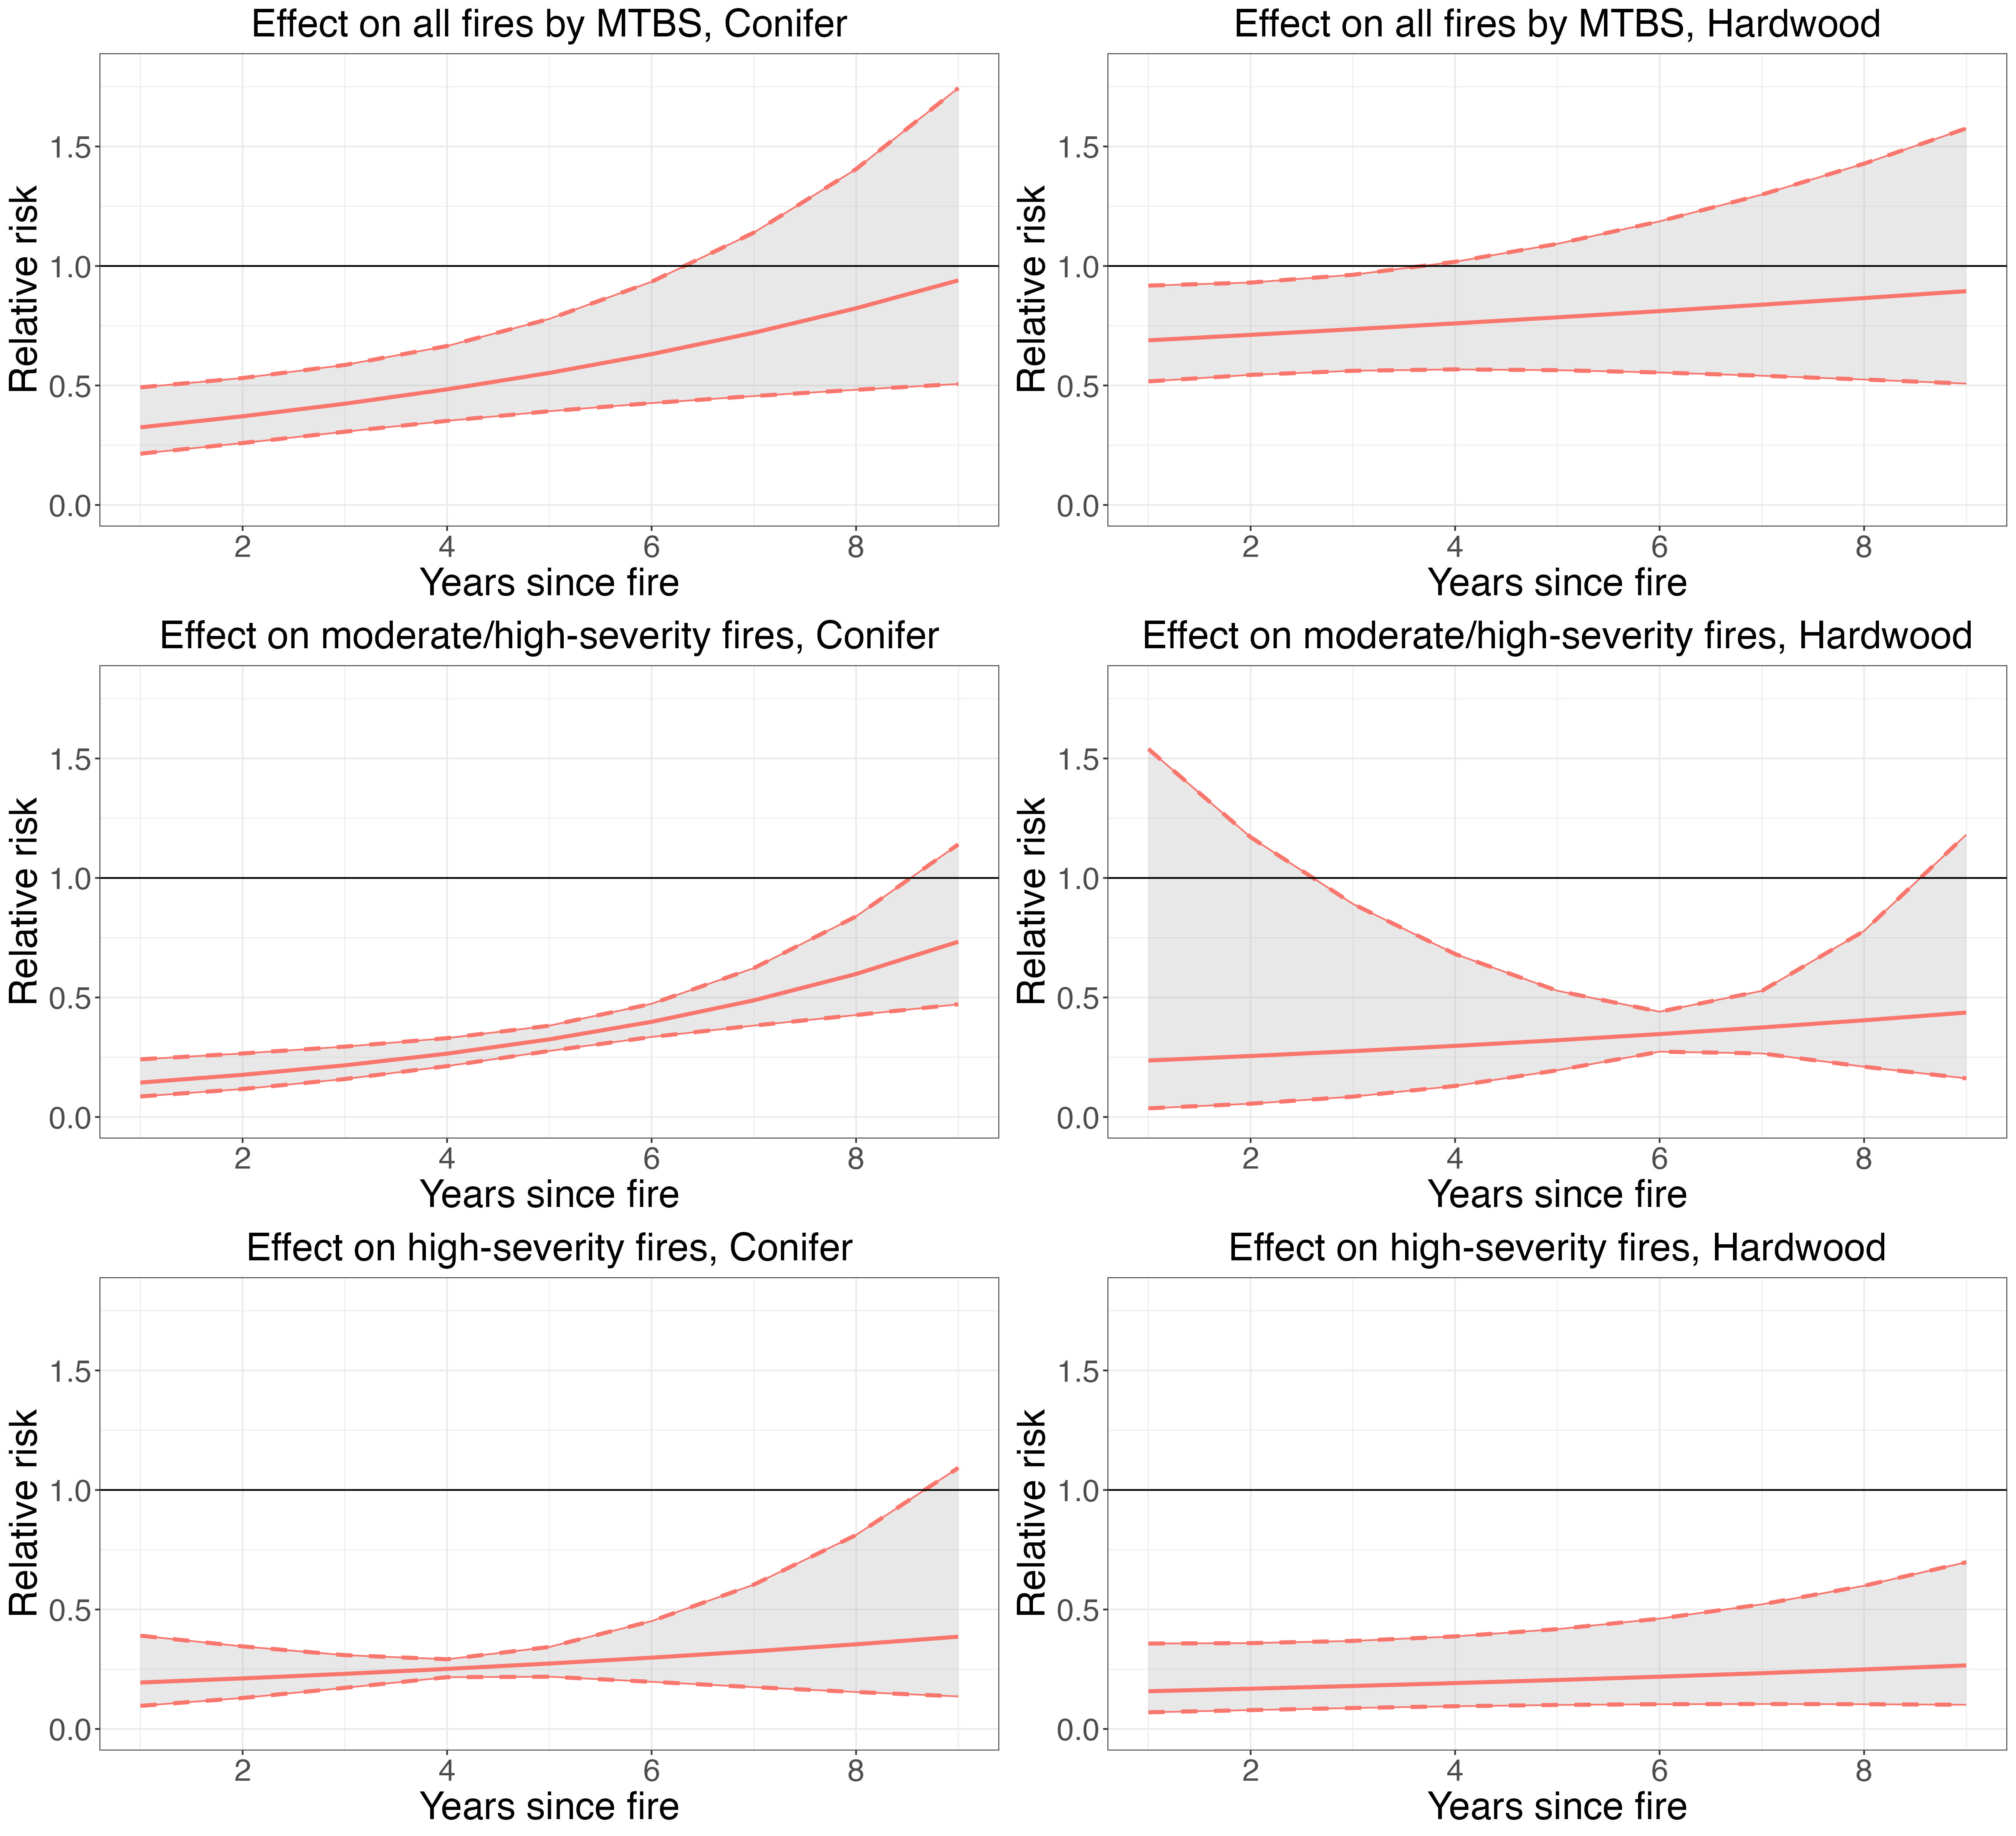 Effect on all fires by MTBS, Conifer
Relative risk
1.5
1.0
0.5
0.0
2 4 6 8
Years since fire
Effect on all fires by MTBS, Hardwood
Relative risk
1.5
1.0
0.5
0.0
2 4 6 8
Years since fire
Effect on moderate/high-severity fires, Conifer
Relative risk
1.5
1.0
0.5
0.0
2 4 6 8
Years since fire
Effect on moderate/high-severity fires, Hardwood
Relative risk
1.5
1.0
0.5
0.0
2 4 6 8
Years since fire
Effect on high-severity fires, Conifer
Relative risk
1.5
1.0
0.5
0.0
2 4 6 8
Years since fire
Effect on high-severity fires, Hardwood
Relative risk
1.5
1.0
0.5
0.0
2 4 6 8
Years since fire